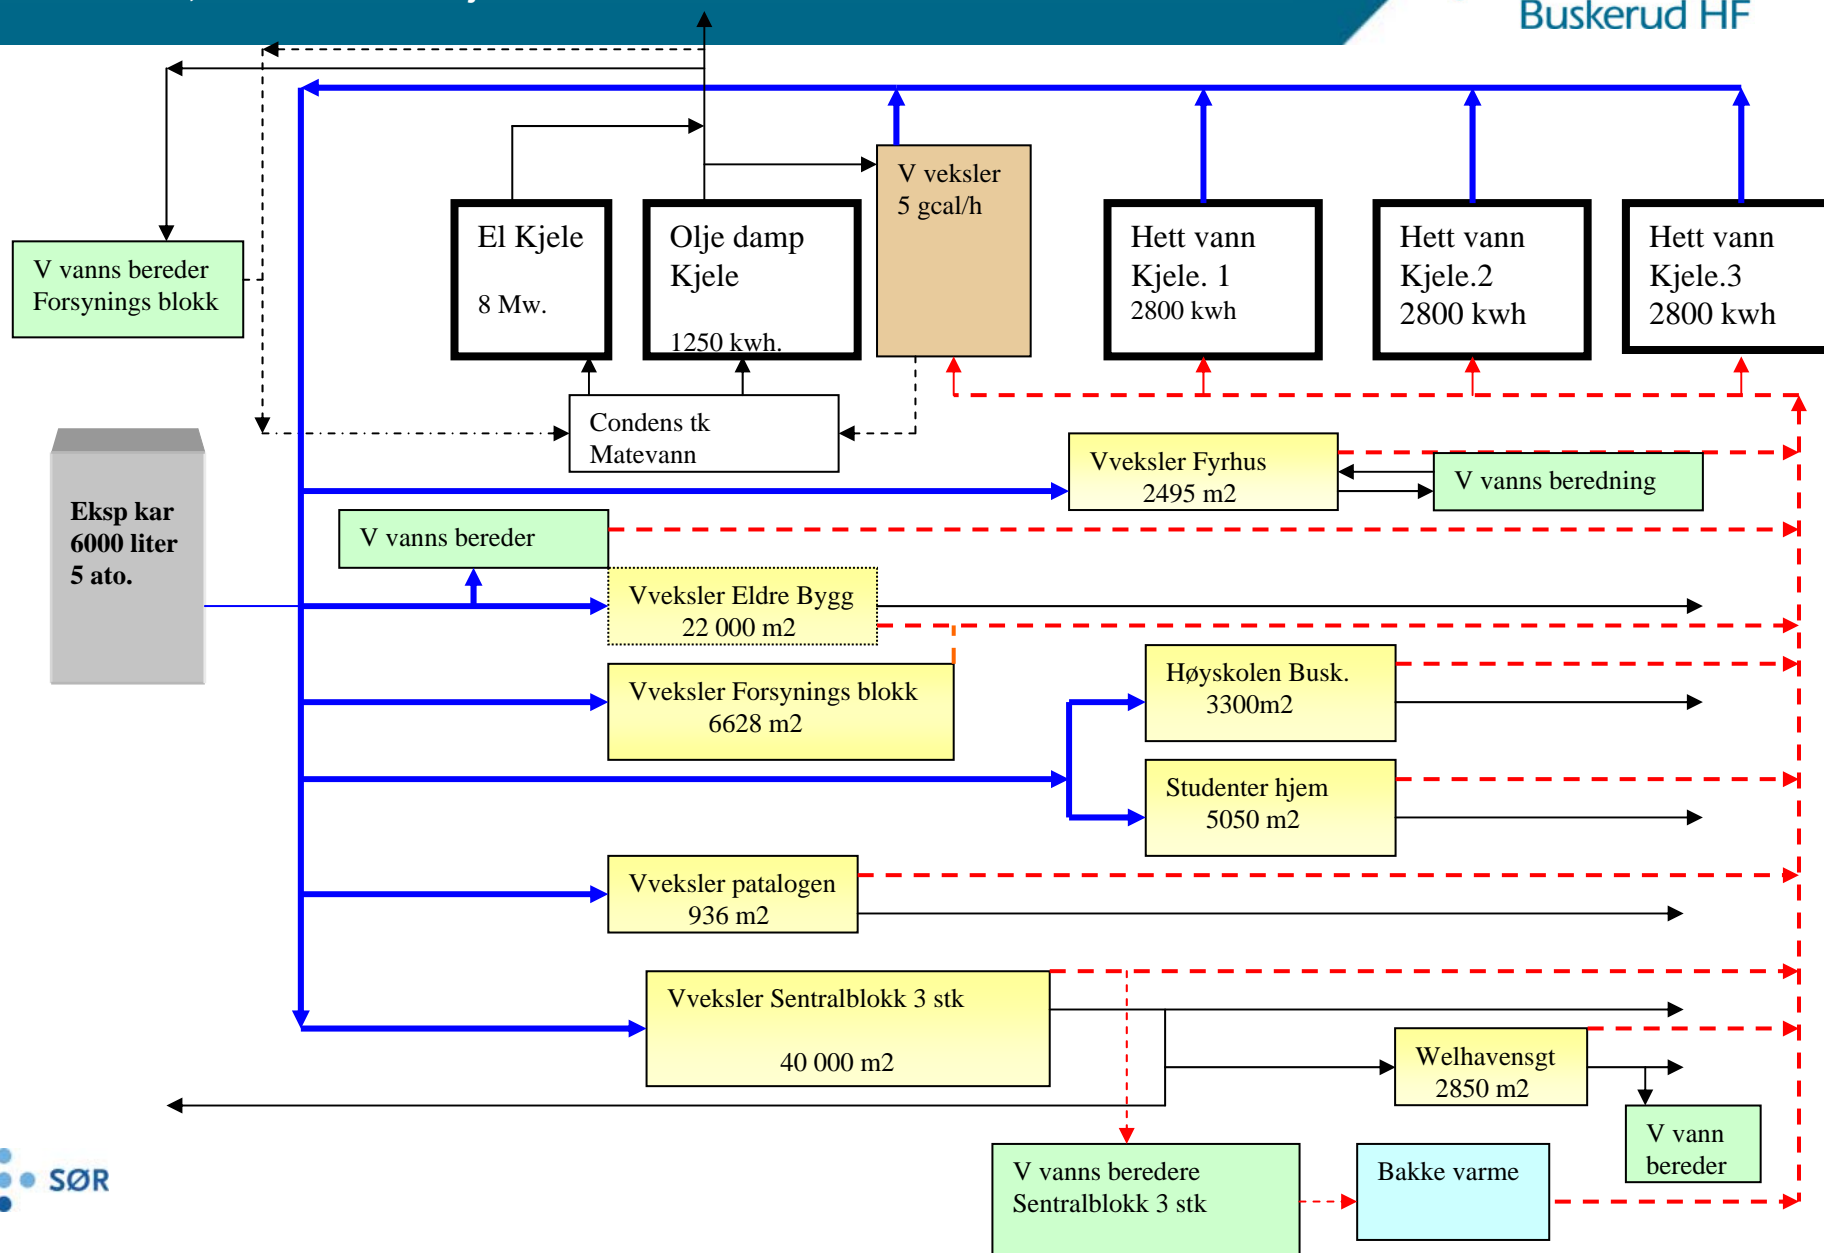 Buskerud HF
V veksler
5 gcal/h
El Kjele
8 Mw.
Olje damp
Kjele
1250 kwh.
Hett vann
Kjele. 1
2800 kwh
Hett vann
Kjele.2
2800 kwh
Hett vann
Kjele.3
2800 kwh
V vanns bereder
Forsynings blokk
Condens tk
Matevann
Eksp kar
6000 liter
5 ato.
Vveksler Fyrhus
2495 m2
V vanns beredning
V vanns bereder
Vveksler Eldre Bygg
22 000 m2
Vveksler Forsynings blokk
6628 m2
Høyskolen Busk.
3300m2
Studenter hjem
5050 m2
Vveksler patalogen
936 m2
Vveksler Sentralblokk 3 stk
40 000 m2
Welhavensgt
2850 m2
V vann
bereder
V vanns beredere
Sentralblokk 3 stk
Bakke varme
SØR